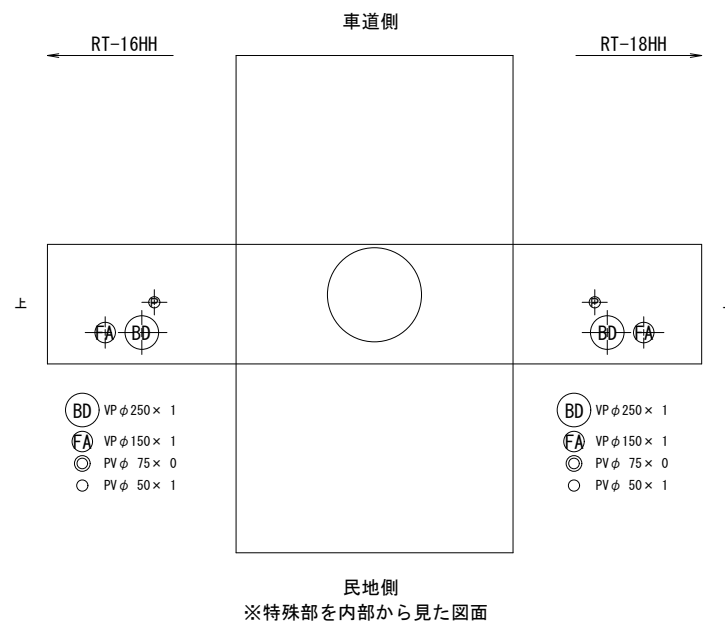 車道側
RT-16HH
RT-18HH
上
P
FA BD
P
BD FA
BD VPφ250× 1
FA VPφ150× 1
PVφ 75× 0
PVφ 50× 1
BD VPφ250× 1
FA VPφ150× 1
PVφ 75× 0
PVφ 50× 1
民地側
※特殊部を内部から見た図面